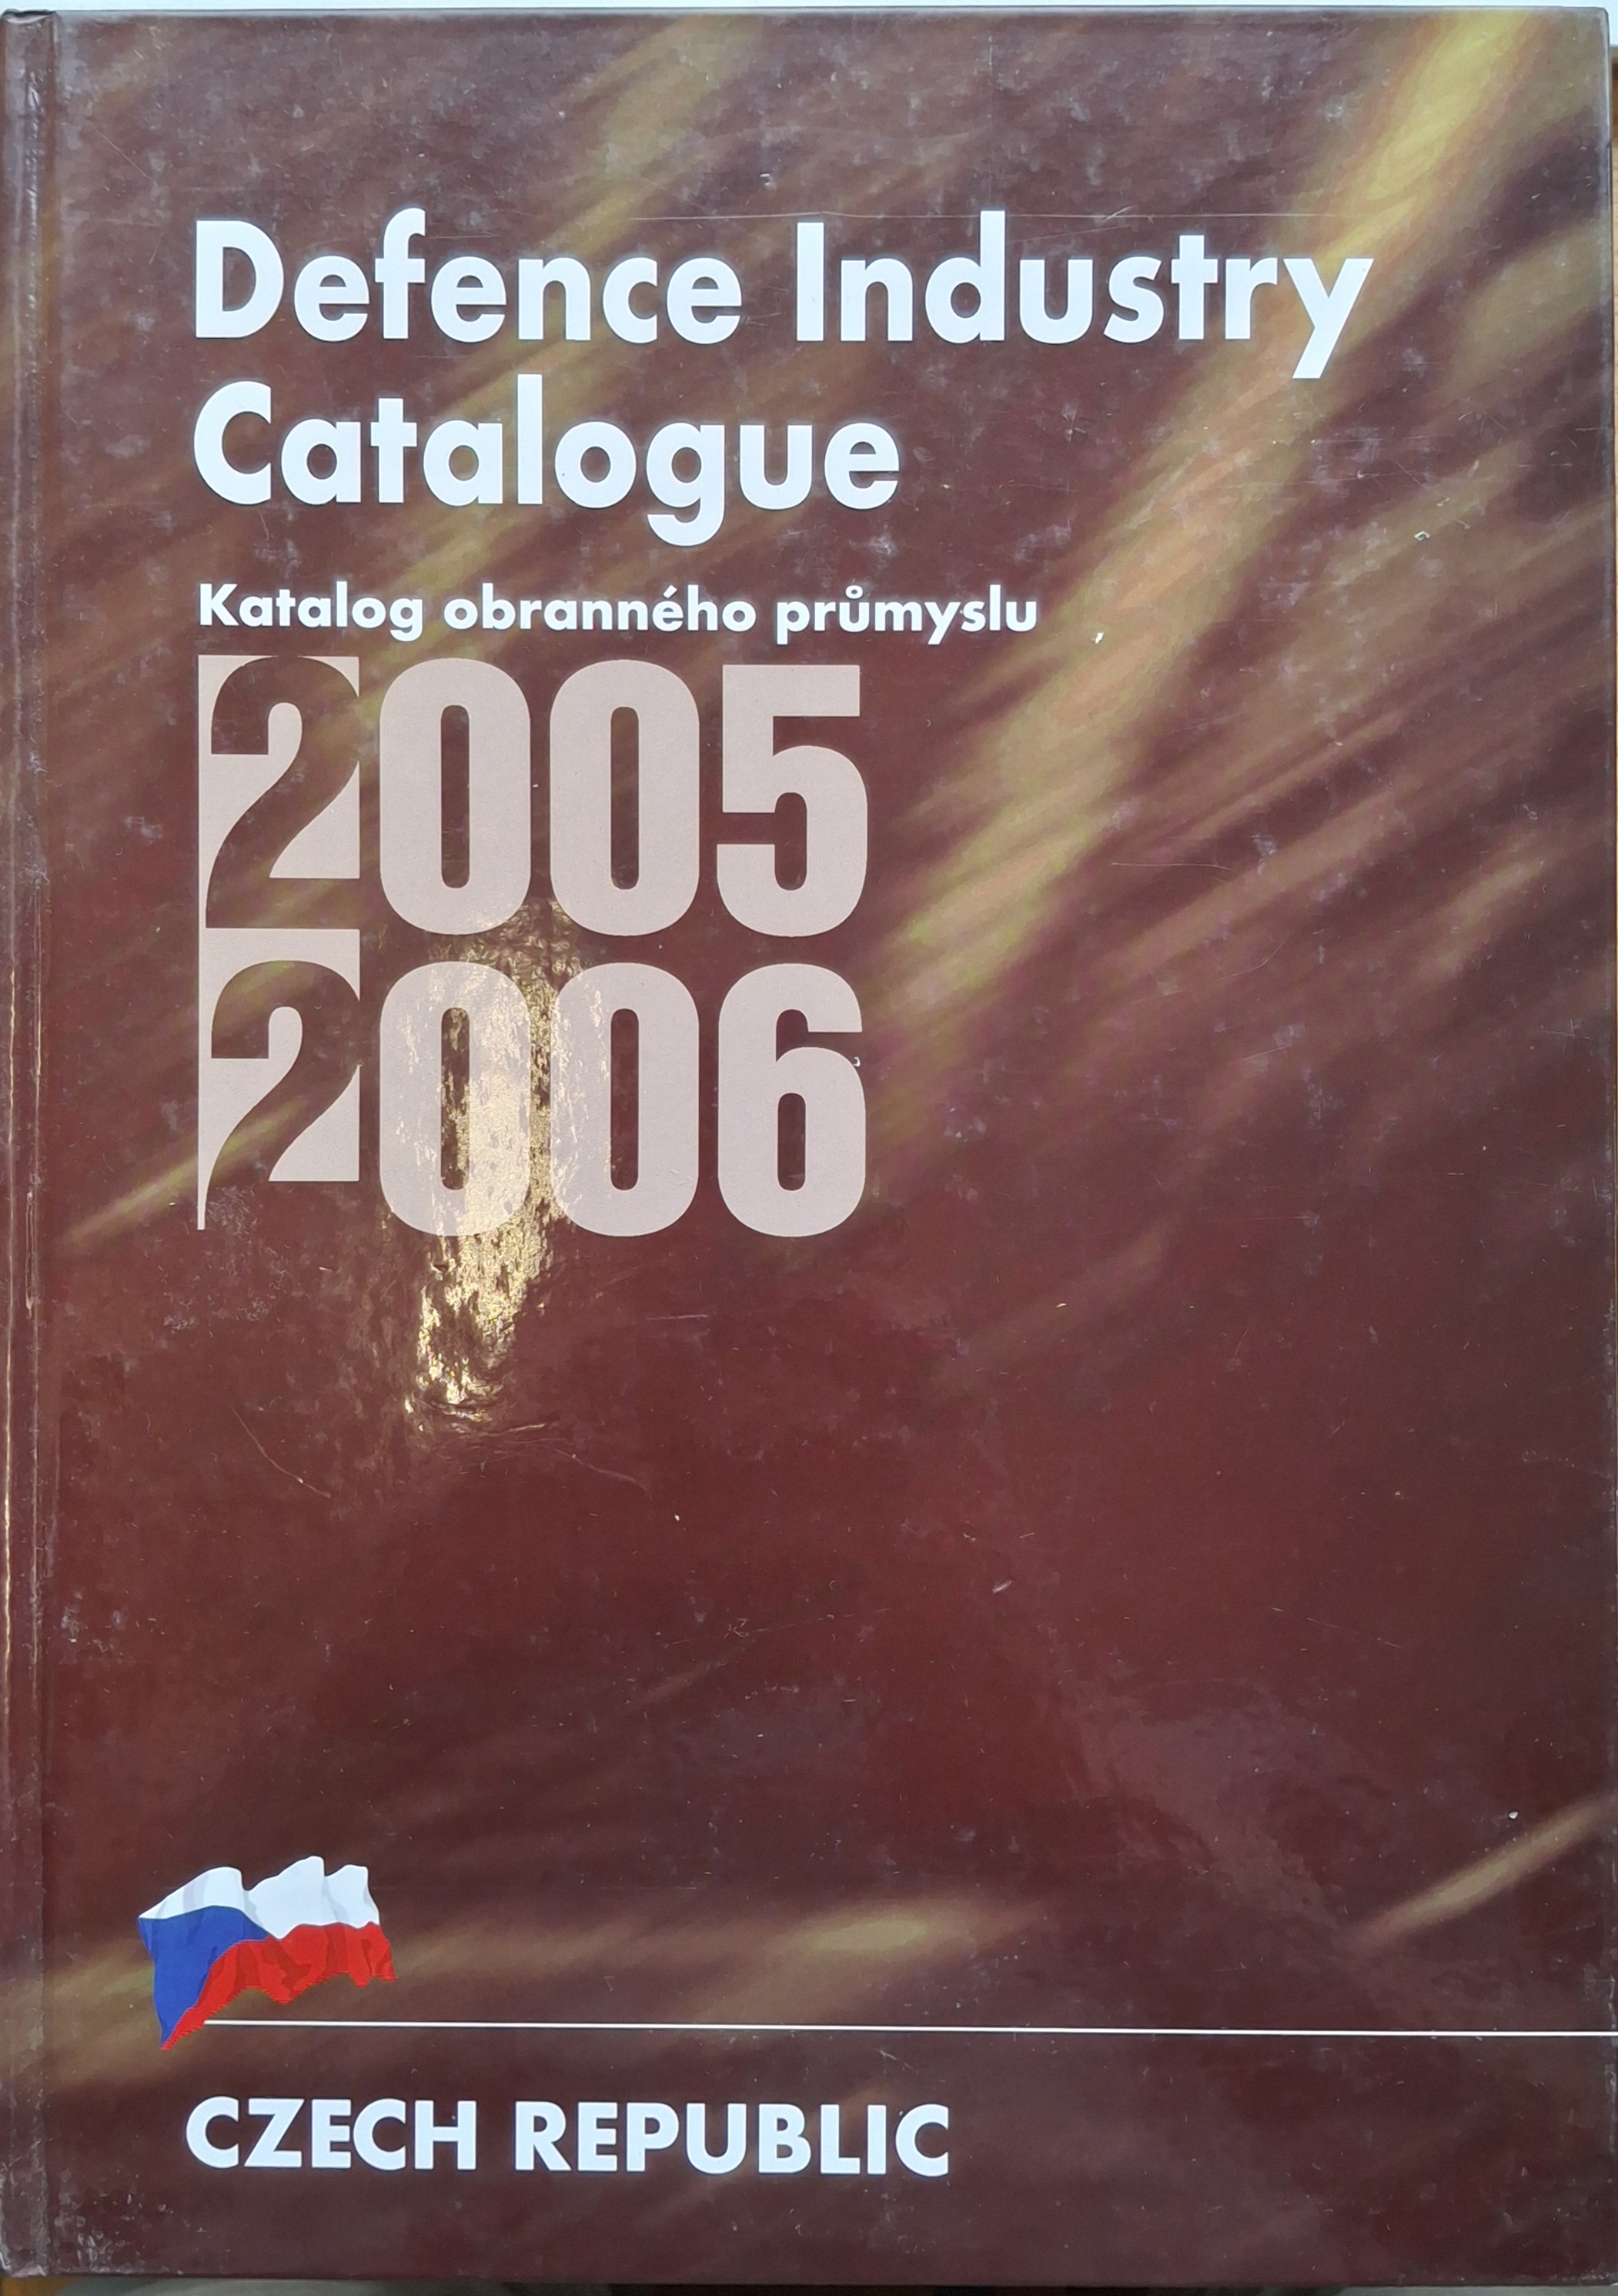 Defence Industry
Catalogue
Katalog obranného průmyslu
2005
2006
CZECH REPUBLIC